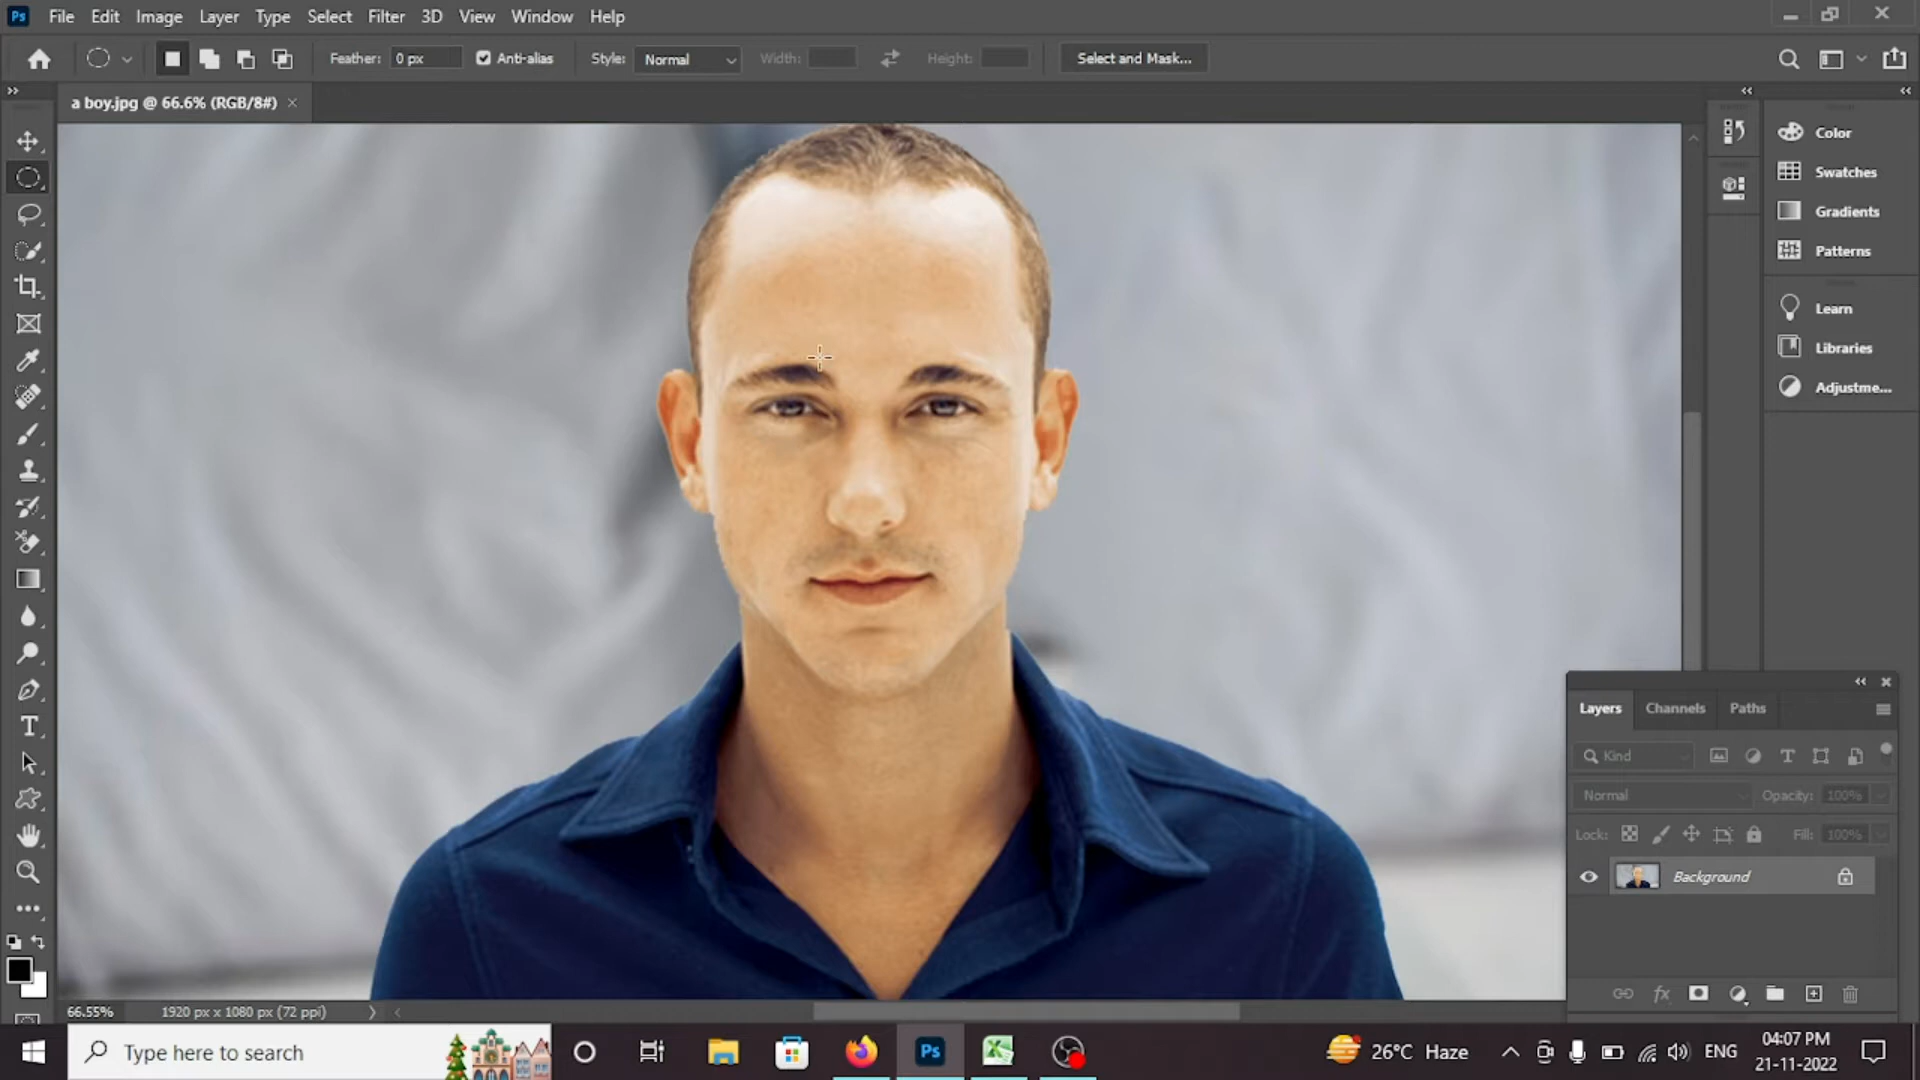 Ps File Edit Image Layer Type Select Filter 3D View Window Help
Feather: 0 px Anti-alias Style: Normal Width: Height: Select and Mask...
a boy.jpg @ 66.6% (RGB/8#)
Color
Swatches
Gradients
Patterns
Learn
Libraries
Adjustme...
Layers Channels Paths
Kind
Normal Opacity: 100%
Lock: Fill: 100%
Background
fx
66.55% 1920 px x 1080 px (72 ppi)
Type here to search
Ps
26°C Haze
ENG
04:07 PM
21-11-2022